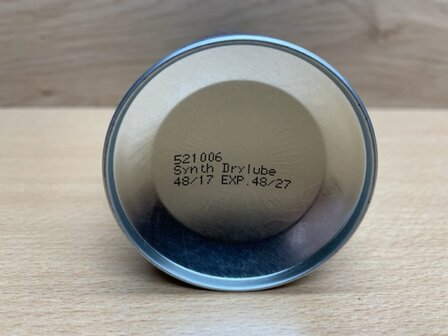 521006
Synth Drylube
48/17 EXP.48/27